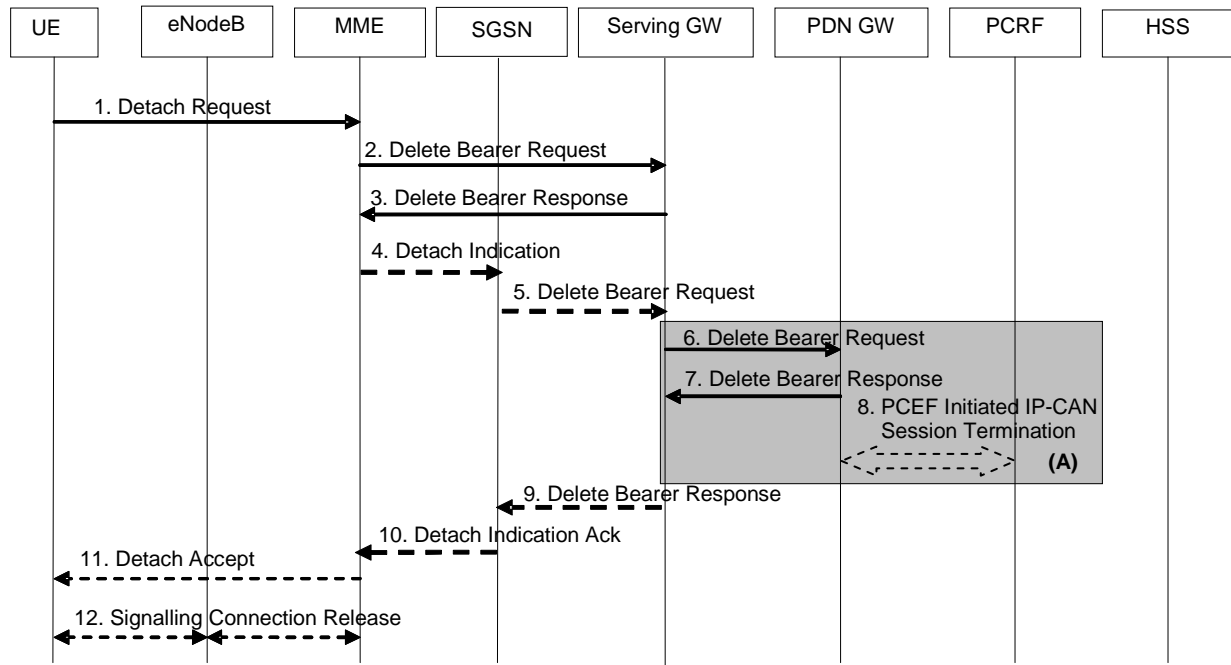 UE
eNodeB
MME
SGSN
Serving GW
PDN GW
PCRF
HSS
1. Detach Request
2. Delete Bearer Request
3. Delete Bearer Response
4. Detach Indication
5. Delete Bearer Request
6. Delete Bearer Request
7. Delete Bearer Response
8. PCEF Initiated IP-CAN
Session Termination
(A)
9. Delete Bearer Response
10. Detach Indication Ack
11. Detach Accept
12. Signalling Connection Release